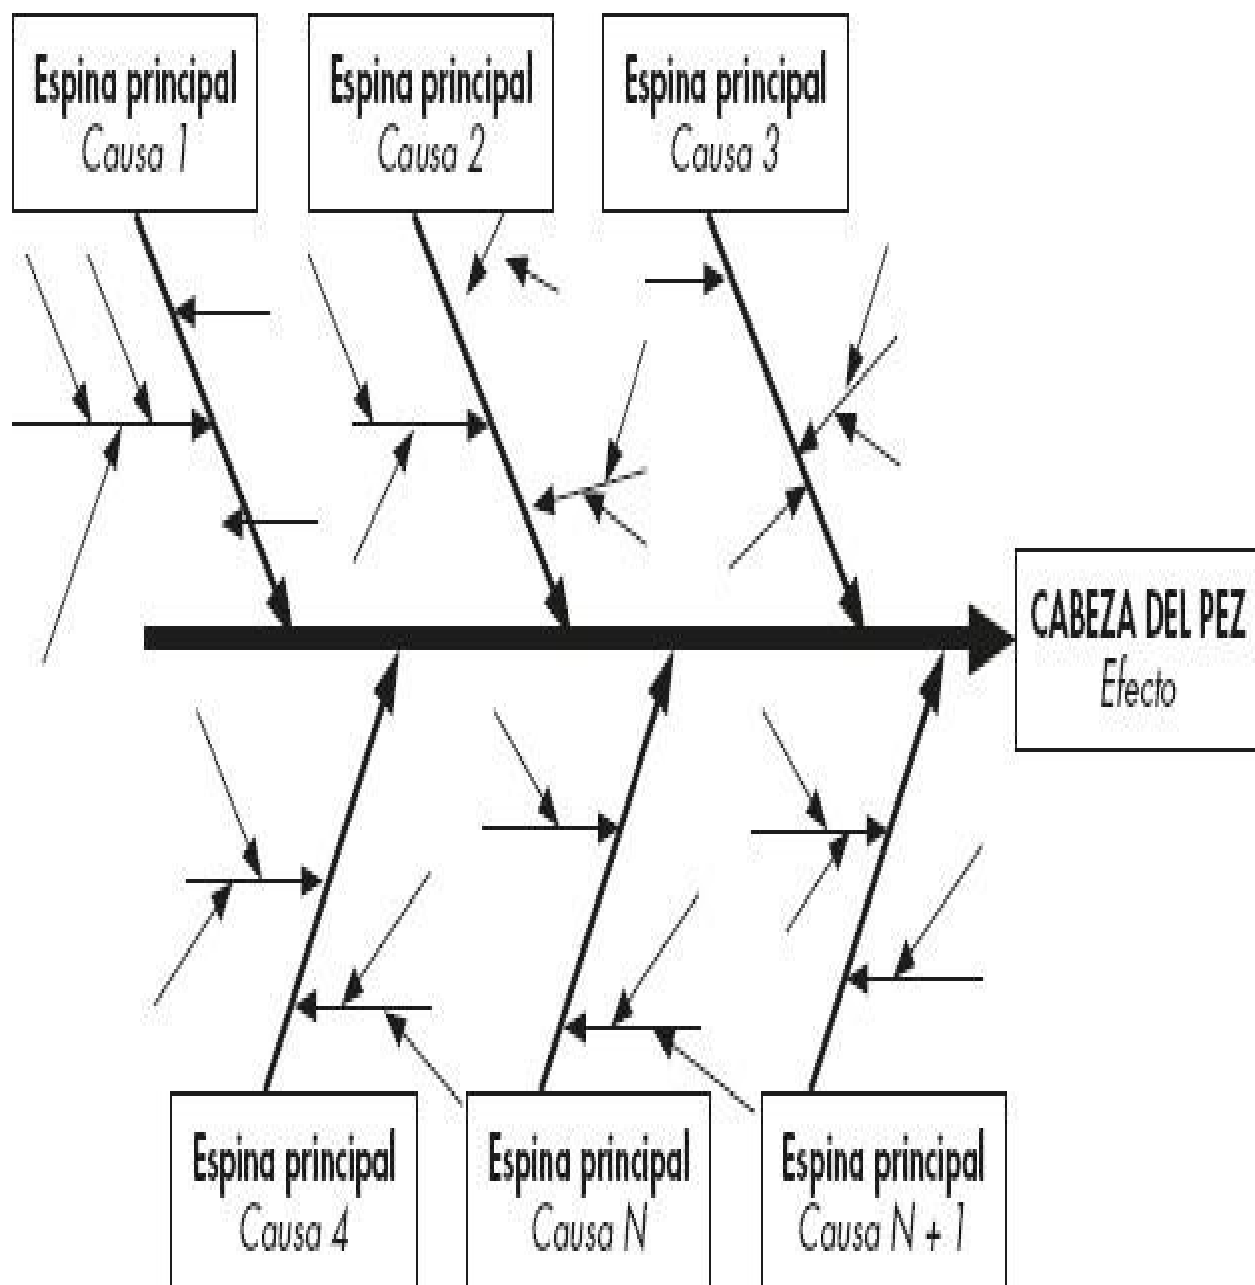 Espina principal
Causa 1
Espina principal
Causa 2
Espina principal
Causa 3
CABEZA DEL PEZ
Efecto
Espina principal
Causa 4
Espina principal
Causa N
Espina principal
Causa N + 1